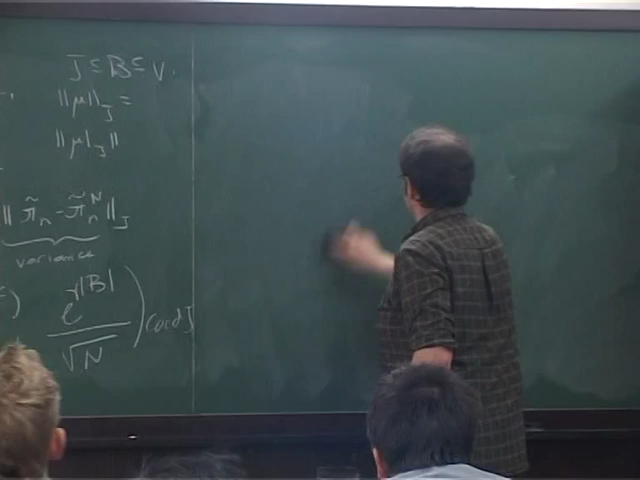 J ⊆ B ⊆ V.
‖μ‖_J =
‖μ|_J‖
‖ π̃_n - π̃_n^N ‖_J
variance
e^{γ|B|} / √N ) card J